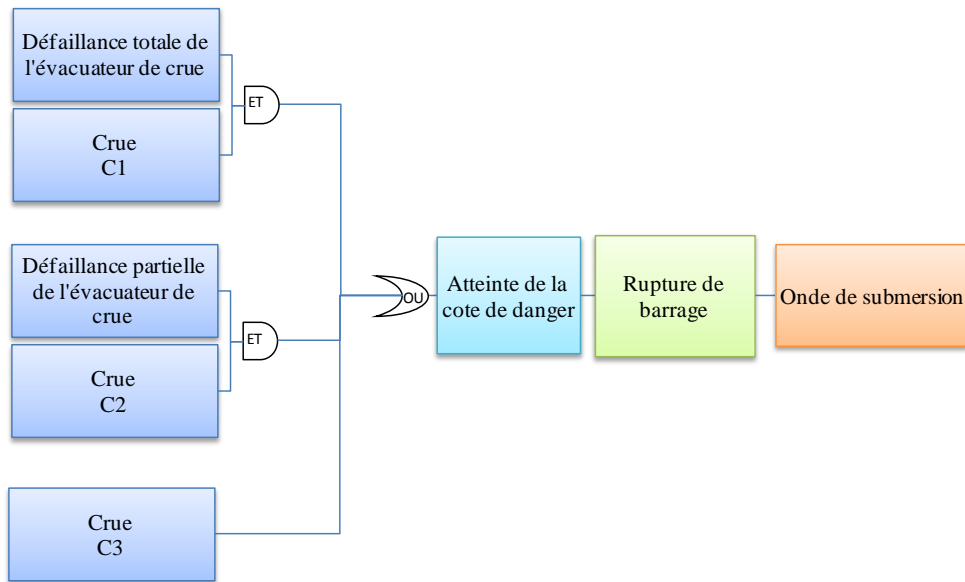 Défaillance totale de
l'évacuateur de crue
ET
Crue
C1
Défaillance partielle
de l'évacuateur de
crue
ET
Crue
C2
Crue
C3
OU
Atteinte de la
cote de danger
Rupture de
barrage
Onde de submersion